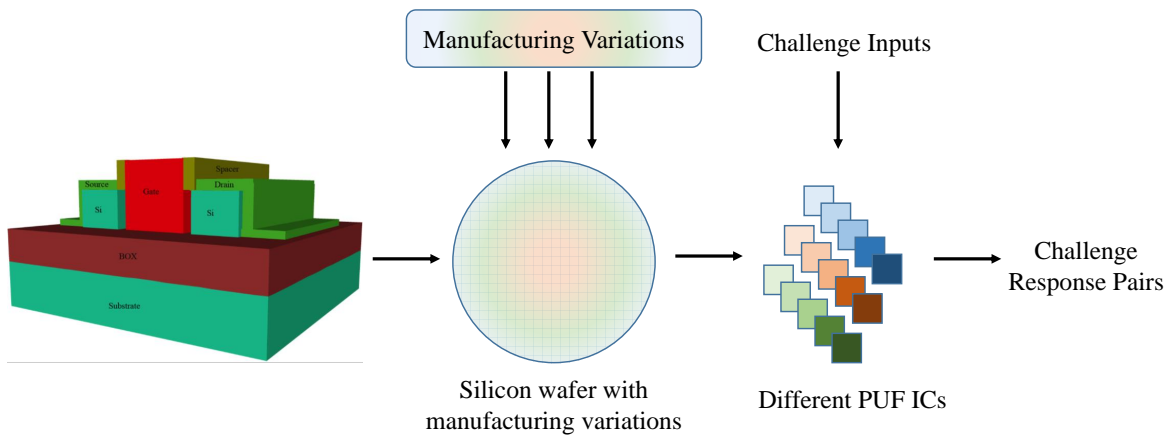 Manufacturing Variations
Challenge Inputs
Spacer
Source
Drain
Gate
Si
Si
BOX
Substrate
Challenge
Response Pairs
Silicon wafer with
manufacturing variations
Different PUF ICs